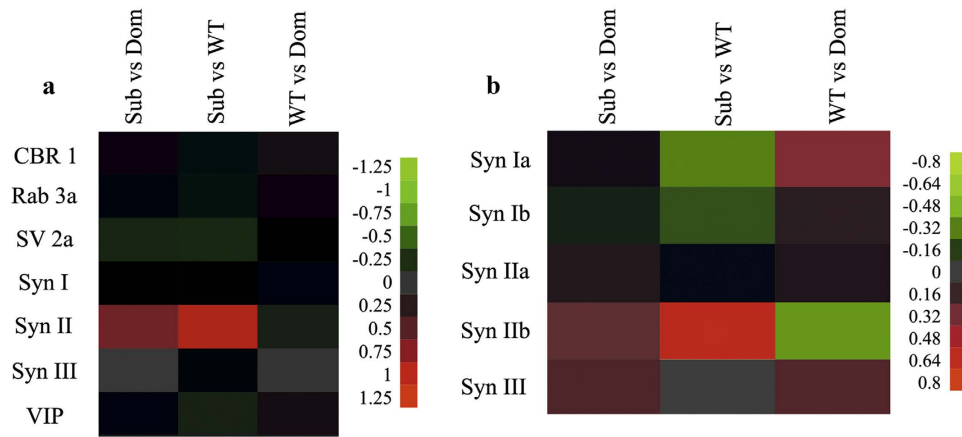 a
Sub vs Dom
Sub vs WT
WT vs Dom
CBR 1
Rab 3a
SV 2a
Syn I
Syn II
Syn III
VIP
-1.25
-1
-0.75
-0.5
-0.25
0
0.25
0.5
0.75
1
1.25
b
Sub vs Dom
Sub vs WT
WT vs Dom
Syn Ia
Syn Ib
Syn IIa
Syn IIb
Syn III
-0.8
-0.64
-0.48
-0.32
-0.16
0
0.16
0.32
0.48
0.64
0.8